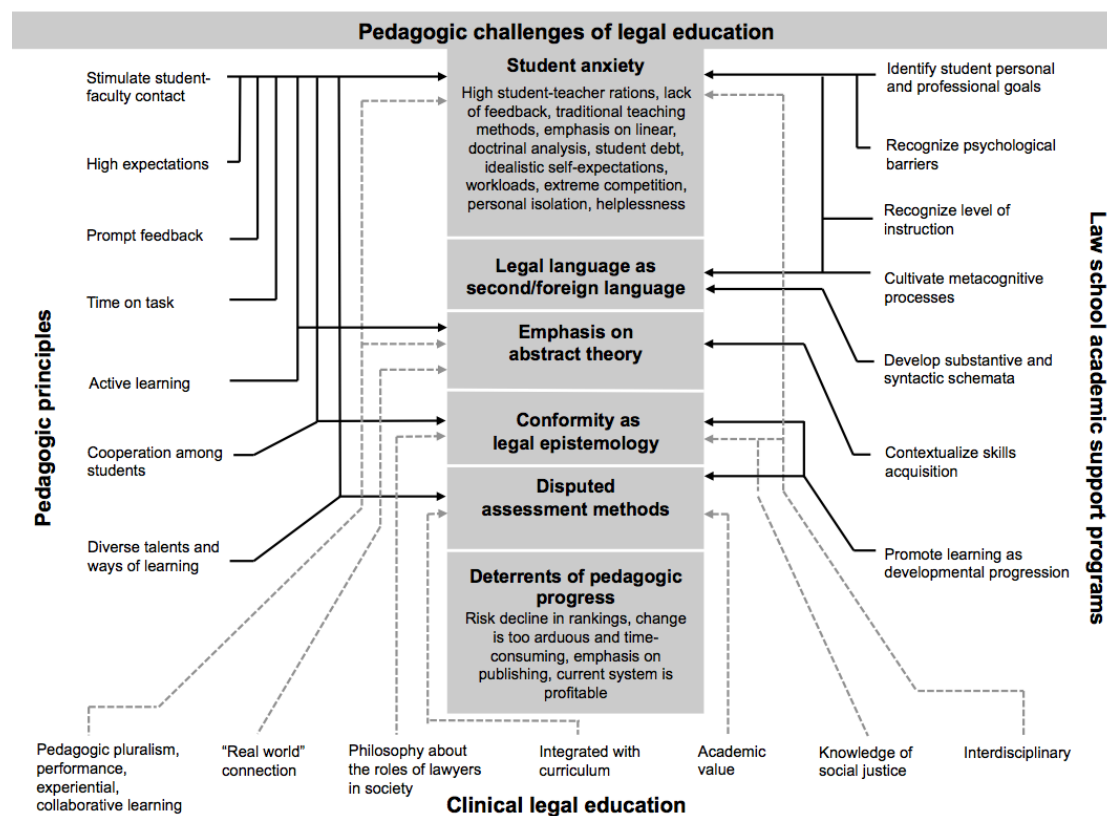 Pedagogic challenges of legal education
Student anxiety
High student-teacher rations, lack
of feedback, traditional teaching
methods, emphasis on linear,
doctrinal analysis, student debt,
idealistic self-expectations,
workloads, extreme competition,
personal isolation, helplessness
Legal language as
second/foreign language
Emphasis on
abstract theory
Conformity as
legal epistemology
Disputed
assessment methods
Deterrents of pedagogic
progress
Risk decline in rankings, change
is too arduous and time-
consuming, emphasis on
publishing, current system is
profitable
Pedagogic principles
Stimulate student-
faculty contact
High expectations
Prompt feedback
Time on task
Active learning
Cooperation among
students
Diverse talents and
ways of learning
Law school academic support programs
Identify student personal
and professional goals
Recognize psychological
barriers
Recognize level of
instruction
Cultivate metacognitive
processes
Develop substantive and
syntactic schemata
Contextualize skills
acquisition
Promote learning as
developmental progression
Pedagogic pluralism,
performance,
experiential,
collaborative learning
“Real world”
connection
Philosophy about
the roles of lawyers
in society
Integrated with
curriculum
Academic
value
Knowledge of
social justice
Interdisciplinary
Clinical legal education